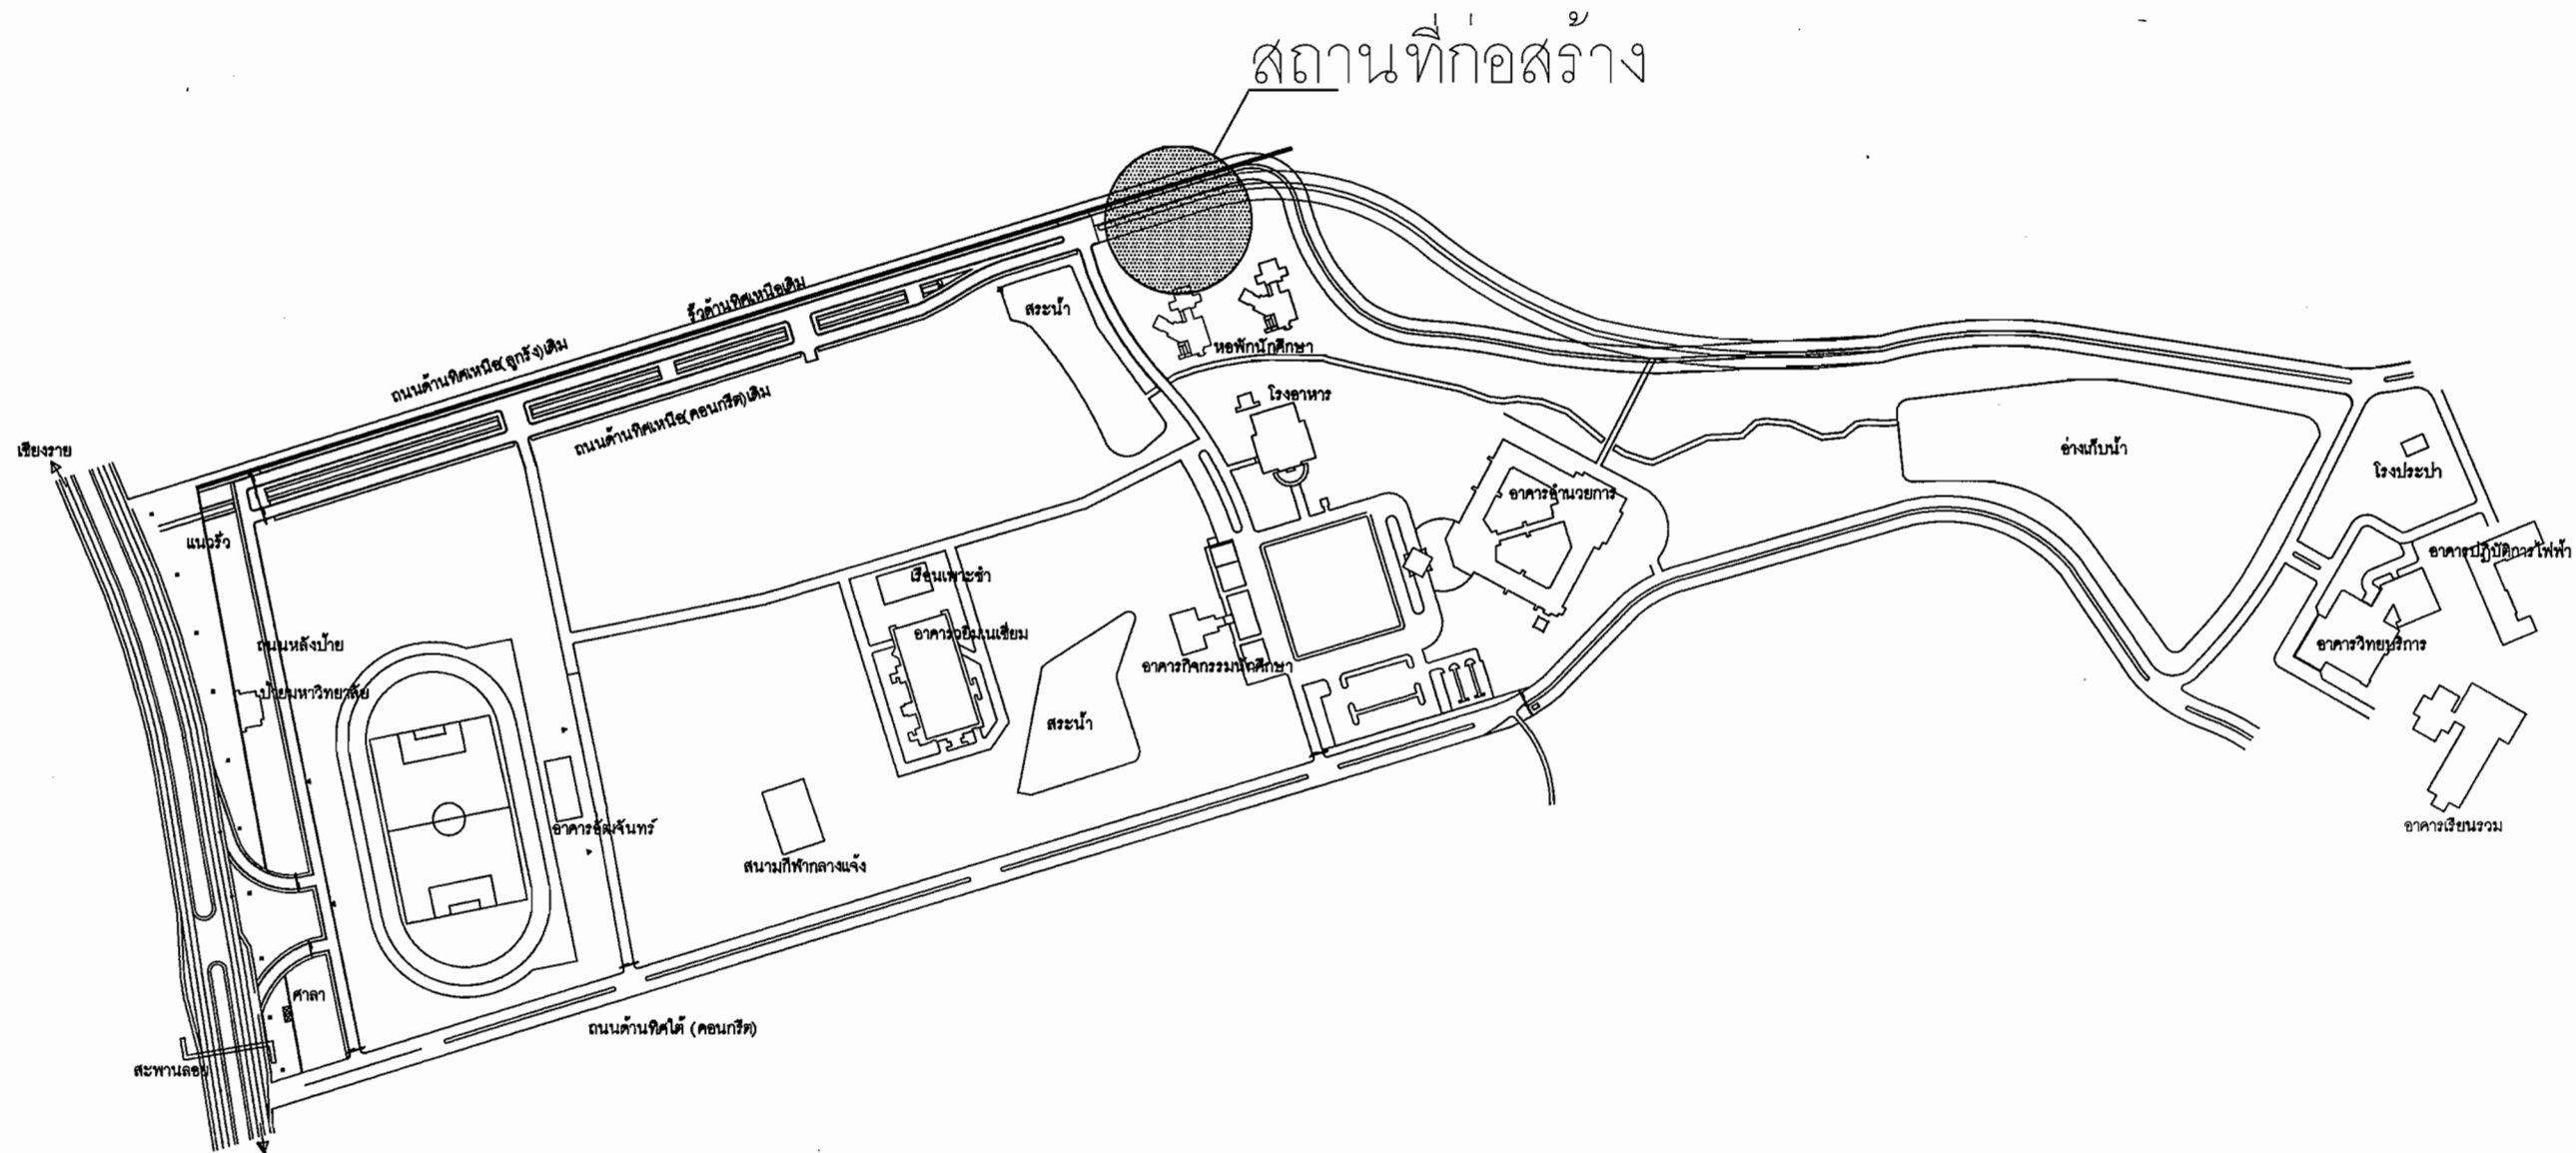 สถานที่ก่อสร้าง
รั้วด้านทิศเหนือเดิม
สระน้ำ
หอพักนักศึกษา
ถนนด้านทิศเหนือ(ลูกรัง)เดิม
โรงอาหาร
ถนนด้านทิศเหนือ(คอนกรีต)เดิม
เชียงราย
อ่างเก็บน้ำ
โรงประปา
อาคารอำนวยการ
แนวรั้ว
อาคารปฏิบัติการไฟฟ้า
เรือนเพาะชำ
อาคารยิมเนเซี่ยม
ถนนหลังป้าย
อาคารวิทยบริการ
อาคารกิจกรรมนักศึกษา
ป้ายมหาวิทยาลัย
สระน้ำ
อาคารอัฒจันทร์
อาคารเรียนรวม
สนามกีฬากลางแจ้ง
ศาลา
ถนนด้านทิศใต้ (คอนกรีต)
สะพานลอย